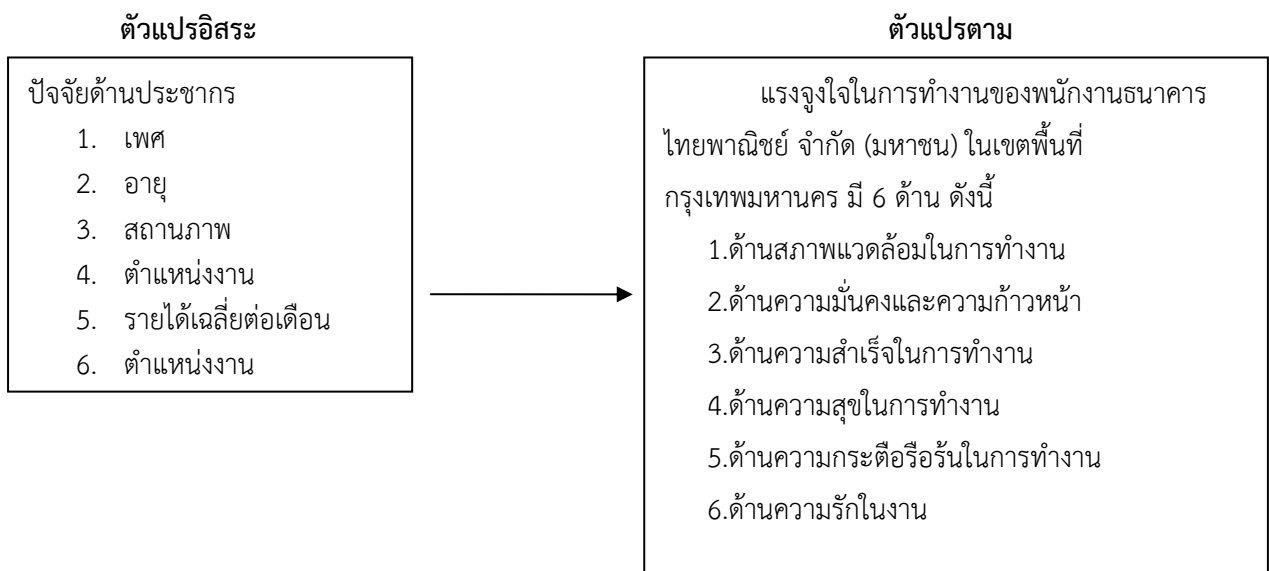 ตัวแปรอิสระ
ปัจจัยด้านประชากร
1. เพศ
2. อายุ
3. สถานภาพ
4. ตำแหน่งงาน
5. รายได้เฉลี่ยต่อเดือน
6. ตำแหน่งงาน
ตัวแปรตาม
แรงจูงใจในการทำงานของพนักงานธนาคาร
ไทยพาณิชย์ จำกัด (มหาชน) ในเขตพื้นที่
กรุงเทพมหานคร มี 6 ด้าน ดังนี้
1.ด้านสภาพแวดล้อมในการทำงาน
2.ด้านความมั่นคงและความก้าวหน้า
3.ด้านความสำเร็จในการทำงาน
4.ด้านความสุขในการทำงาน
5.ด้านความกระตือรือร้นในการทำงาน
6.ด้านความรักในงาน